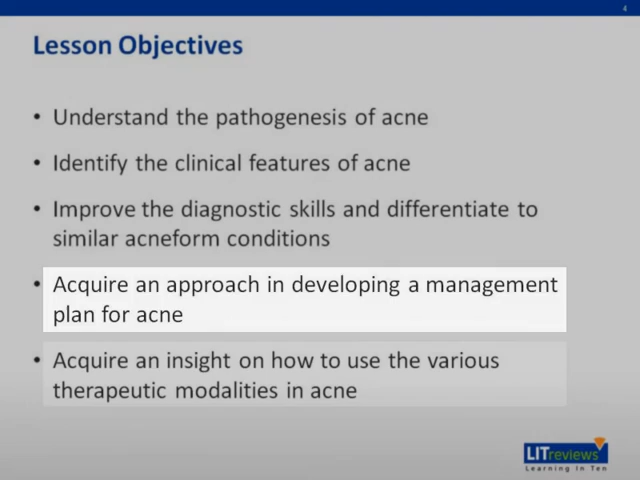 4
Lesson Objectives
• Understand the pathogenesis of acne
• Identify the clinical features of acne
• Improve the diagnostic skills and differentiate to
similar acneform conditions
• Acquire an approach in developing a management
plan for acne
• Acquire an insight on how to use the various
therapeutic modalities in acne
LITreviews
Learning In Ten